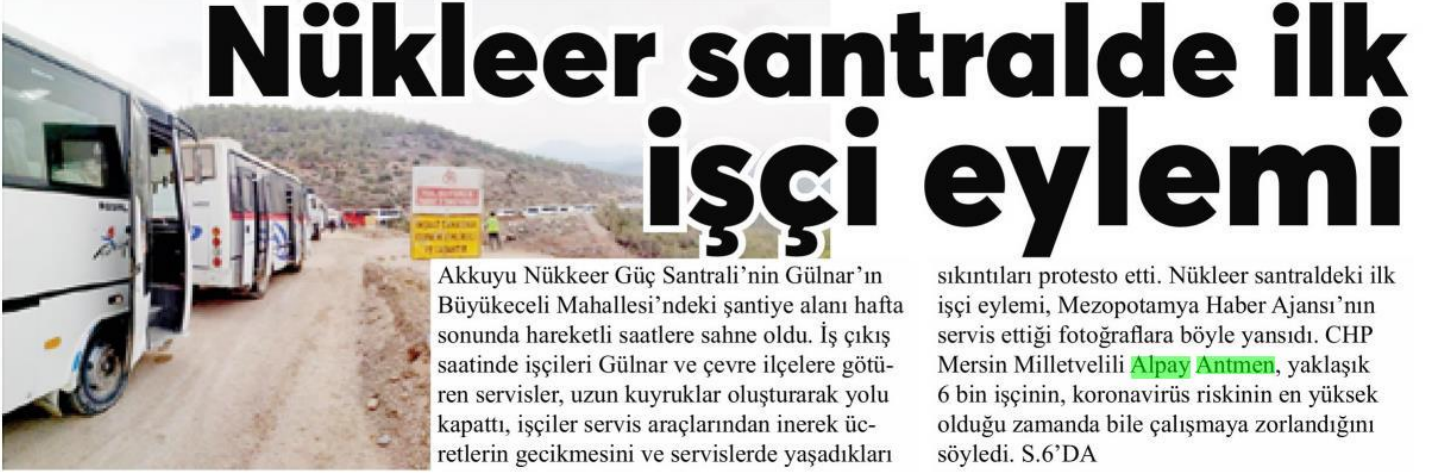 Nükleer santralde ilk
işçi eylemi
Akkuyu Nükkeer Güç Santrali’nin Gülnar’ın
Büyükeceli Mahallesi’ndeki şantiye alanı hafta
sonunda hareketli saatlere sahne oldu. İş çıkış
saatinde işçileri Gülnar ve çevre ilçelere götü-
ren servisler, uzun kuyruklar oluşturarak yolu
kapattı, işçiler servis araçlarından inerek üc-
retlerin gecikmesini ve servislerde yaşadıkları
sıkıntıları protesto etti. Nükleer santraldeki ilk
işçi eylemi, Mezopotamya Haber Ajansı’nın
servis ettiği fotoğraflara böyle yansıdı. CHP
Mersin Milletvelili Alpay Antmen, yaklaşık
6 bin işçinin, koronavirüs riskinin en yüksek
olduğu zamanda bile çalışmaya zorlandığını
söyledi. S.6’DA